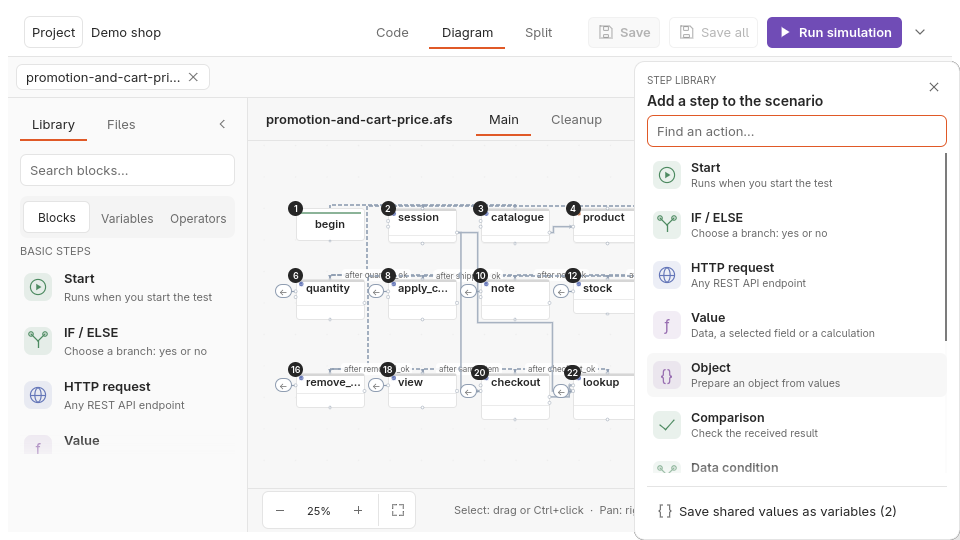 Project Demo shop Code Diagram Split Save Save all Run simulation
promotion-and-cart-pri...
Library Files
Search blocks...
Blocks Variables Operators
BASIC STEPS
Start
Runs when you start the test
IF / ELSE
Choose a branch: yes or no
HTTP request
Any REST API endpoint
Value
promotion-and-cart-price.afs Main Cleanup
1 begin
2 session
3 catalogue
4 product
6 quantity
8 apply_c...
10 note
12 stock
16 remove_...
18 view
20 checkout
22 lookup
25%
Select: drag or Ctrl+click · Pan:
STEP LIBRARY
Add a step to the scenario
Find an action...
Start
Runs when you start the test
IF / ELSE
Choose a branch: yes or no
HTTP request
Any REST API endpoint
Value
Data, a selected field or a calculation
Object
Prepare an object from values
Comparison
Check the received result
Data condition
Save shared values as variables (2)